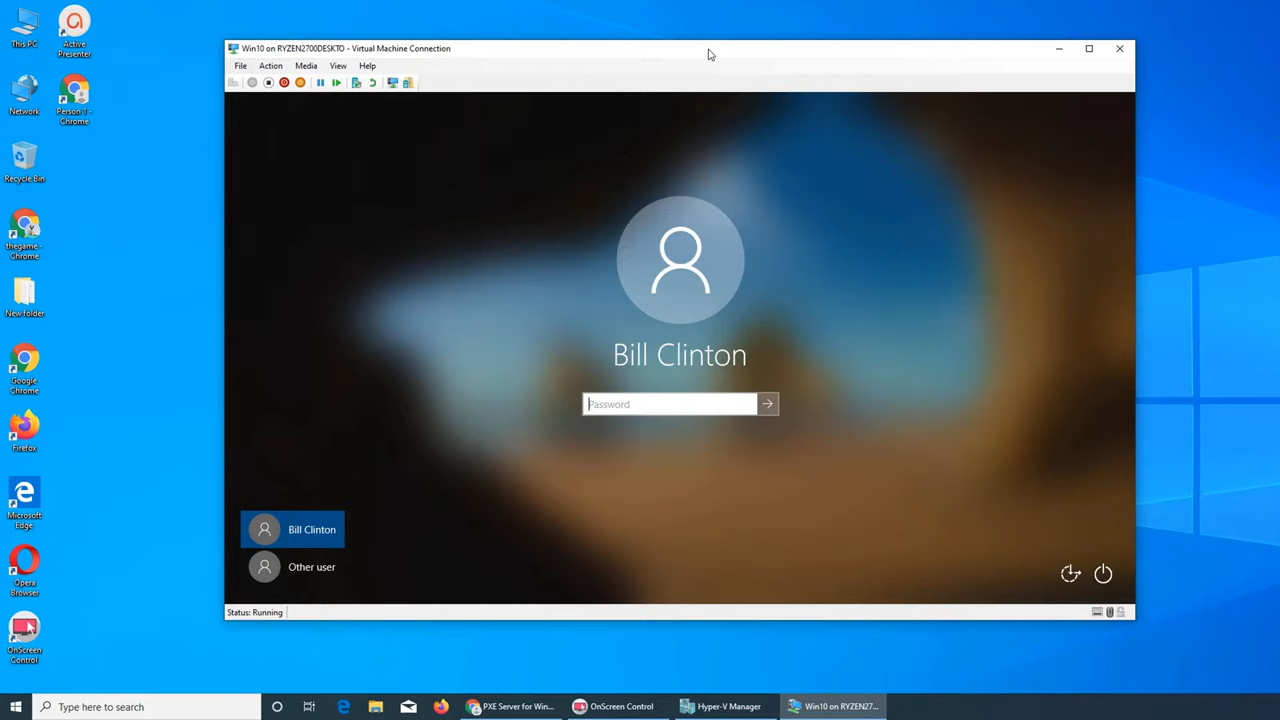 This PC
Active
Presenter
Network
Person 1 -
Chrome
Recycle Bin
thegame -
Chrome
New folder
Google
Chrome
Firefox
Microsoft
Edge
Opera
Browser
OnScreen
Control
Win10 on RYZEN2700DESKTO - Virtual Machine Connection
File Action Media View Help
Bill Clinton
Password
Bill Clinton
Other user
Status: Running
Type here to search
PXE Server for Win...
OnScreen Control
Hyper-V Manager
Win10 on RYZEN27...